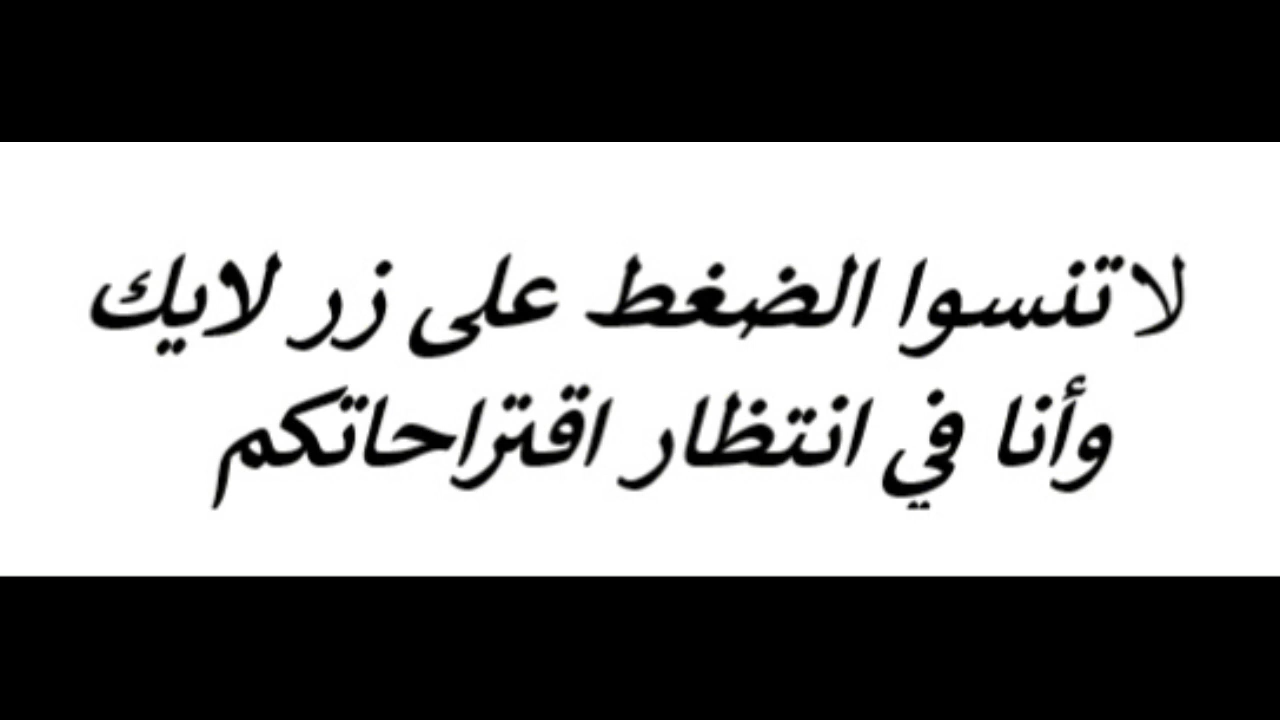 لاتنسوا الضغط على زر لايك
وأنا في انتظار اقتراحاتكم